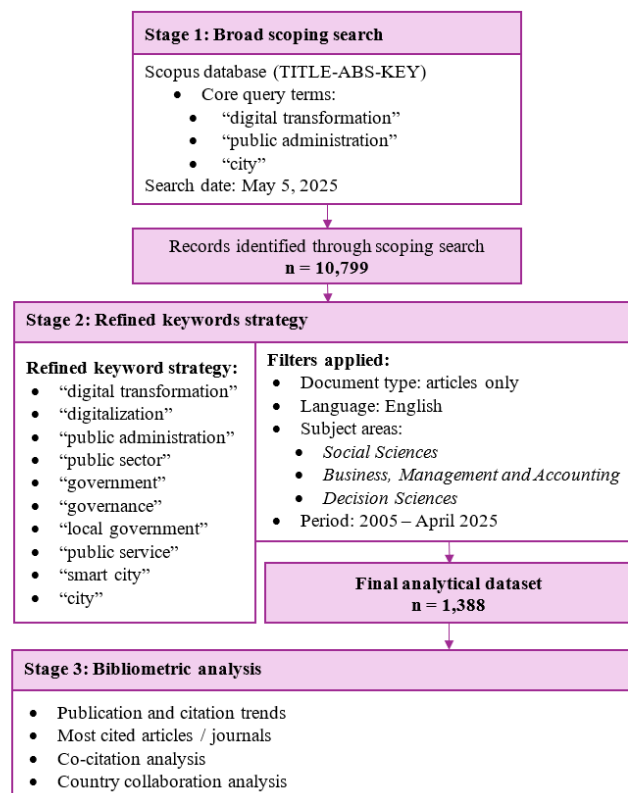 Stage 1: Broad scoping search
Scopus database (TITLE-ABS-KEY)
• Core query terms:
• “digital transformation”
• “public administration”
• “city”
Search date: May 5, 2025
Records identified through scoping search
n = 10,799
Stage 2: Refined keywords strategy
Refined keyword strategy:
• “digital transformation”
• “digitalization”
• “public administration”
• “public sector”
• “government”
• “governance”
• “local government”
• “public service”
• “smart city”
• “city”
Filters applied:
• Document type: articles only
• Language: English
• Subject areas:
• Social Sciences
• Business, Management and Accounting
• Decision Sciences
• Period: 2005 – April 2025
Final analytical dataset
n = 1,388
Stage 3: Bibliometric analysis
• Publication and citation trends
• Most cited articles / journals
• Co-citation analysis
• Country collaboration analysis